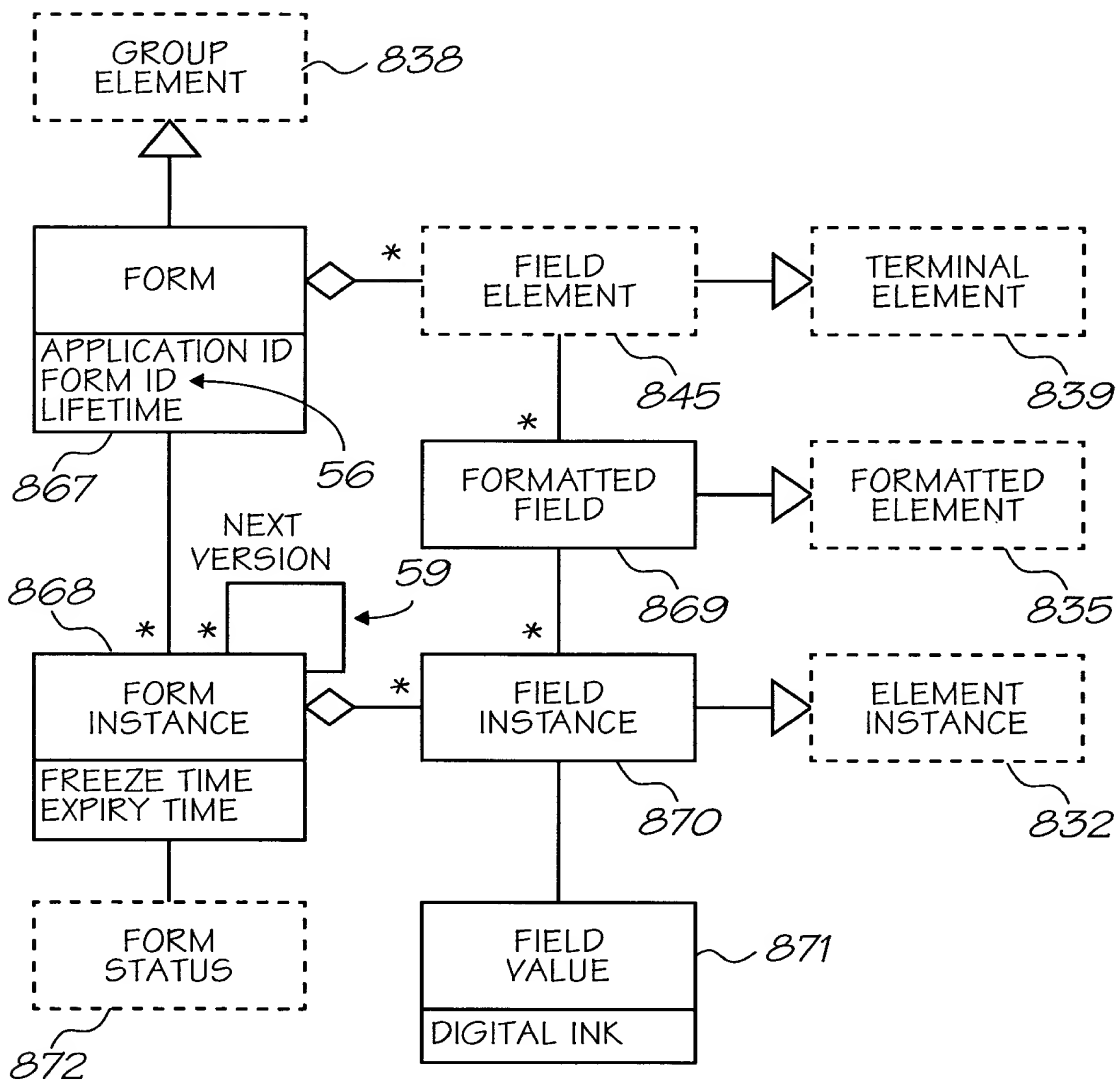 GROUP
ELEMENT
838
FORM
*
FIELD
ELEMENT
TERMINAL
ELEMENT
APPLICATION ID
FORM ID
LIFETIME
845
839
867
56
*
FORMATTED
FIELD
FORMATTED
ELEMENT
NEXT
VERSION
59
869
835
868
*
*
*
FORM
INSTANCE
*
FIELD
INSTANCE
ELEMENT
INSTANCE
FREEZE TIME
EXPIRY TIME
870
832
FORM
STATUS
FIELD
VALUE
871
DIGITAL INK
872